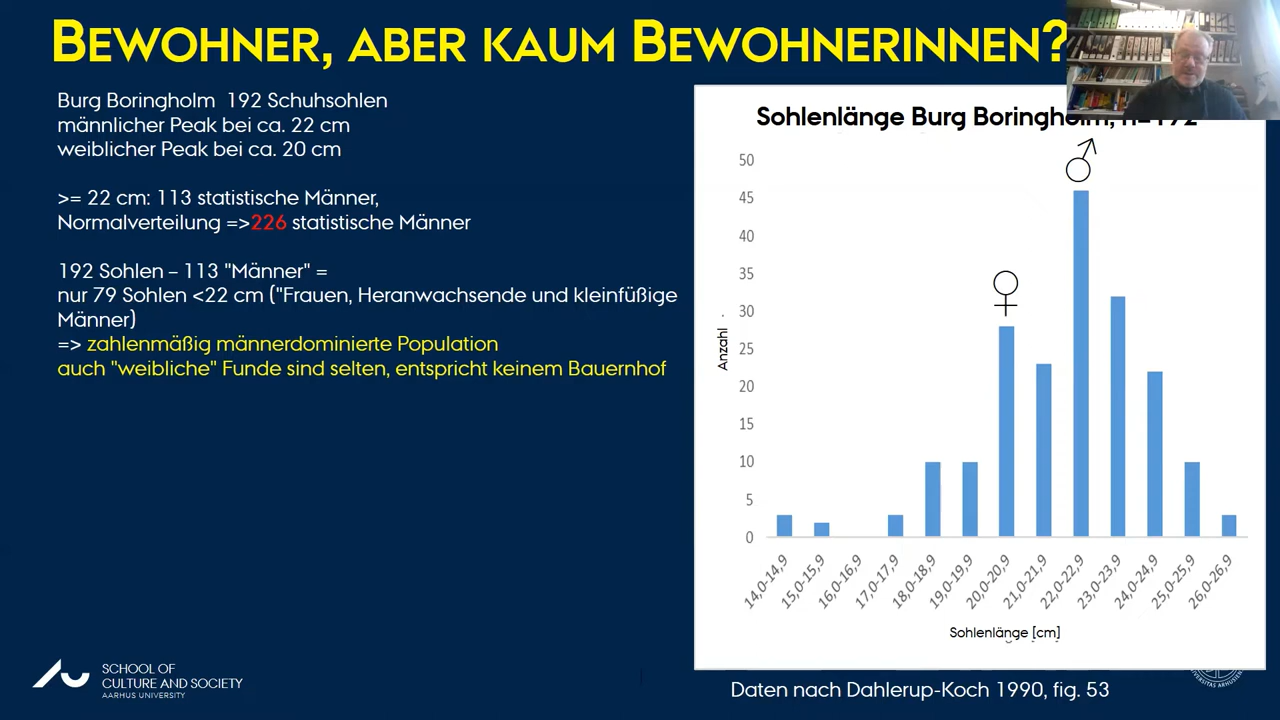 BEWOHNER, ABER KAUM BEWOHNERINNEN?
Burg Boringholm 192 Schuhsohlen
männlicher Peak bei ca. 22 cm
weiblicher Peak bei ca. 20 cm
>= 22 cm: 113 statistische Männer,
Normalverteilung =>226 statistische Männer
192 Sohlen – 113 "Männer" =
nur 79 Sohlen <22 cm ("Frauen, Heranwachsende und kleinfüßige
Männer)
=> zahlenmäßig männerdominierte Population
auch "weibliche" Funde sind selten, entspricht keinem Bauernhof
Sohlenlänge Burg Boringholm, n=192
♂
♀
50
45
40
35
30
25
20
15
10
5
0
Anzahl
14,0-14,9
15,0-15,9
16,0-16,9
17,0-17,9
18,0-18,9
19,0-19,9
20,0-20,9
21,0-21,9
22,0-22,9
23,0-23,9
24,0-24,9
25,0-25,9
26,0-26,9
Sohlenlänge [cm]
Daten nach Dahlerup-Koch 1990, fig. 53
SCHOOL OF
CULTURE AND SOCIETY
AARHUS UNIVERSITY